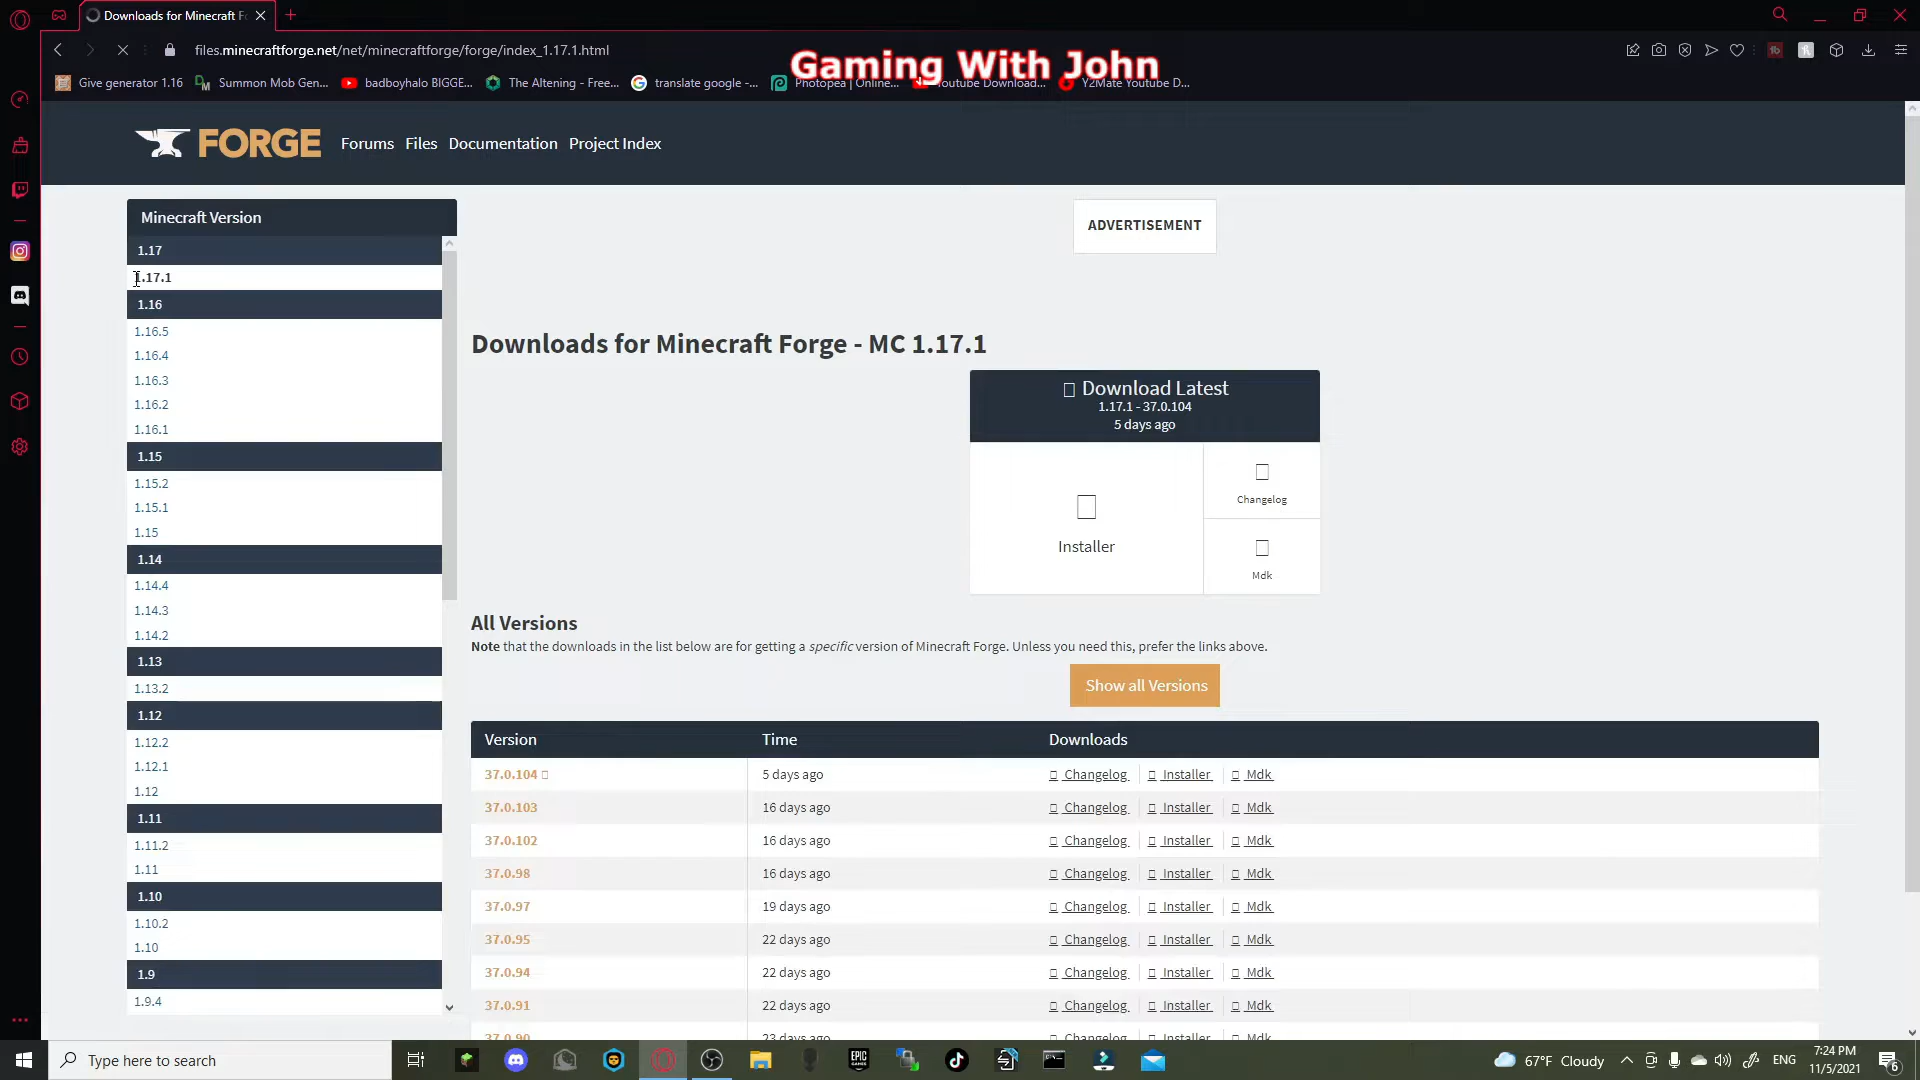 Downloads for Minecraft F
files.minecraftforge.net/net/minecraftforge/forge/index_1.17.1.html
Gaming With John
Give generator 1.16
Summon Mob Gen...
badboyhalo BIGGE...
The Altening - Free...
translate google -...
Photopea | Online...
Youtube Download...
Y2Mate Youtube D...
FORGE
Forums Files Documentation Project Index
Minecraft Version
1.17
1.17.1
1.16
1.16.5
1.16.4
1.16.3
1.16.2
1.16.1
1.15
1.15.2
1.15.1
1.15
1.14
1.14.4
1.14.3
1.14.2
1.13
1.13.2
1.12
1.12.2
1.12.1
1.12
1.11
1.11.2
1.11
1.10
1.10.2
1.10
1.9
1.9.4
ADVERTISEMENT
Downloads for Minecraft Forge - MC 1.17.1
Download Latest
1.17.1 - 37.0.104
5 days ago
Installer
Changelog
Mdk
All Versions
Note that the downloads in the list below are for getting a specific version of Minecraft Forge. Unless you need this, prefer the links above.
Show all Versions
Version Time Downloads
37.0.104 5 days ago Changelog Installer Mdk
37.0.103 16 days ago Changelog Installer Mdk
37.0.102 16 days ago Changelog Installer Mdk
37.0.98 16 days ago Changelog Installer Mdk
37.0.97 19 days ago Changelog Installer Mdk
37.0.95 22 days ago Changelog Installer Mdk
37.0.94 22 days ago Changelog Installer Mdk
37.0.91 22 days ago Changelog Installer Mdk
37.0.90 23 days ago Changelog Installer Mdk
Type here to search
EPIC GAMES
67°F Cloudy
ENG
7:24 PM
11/5/2021
6